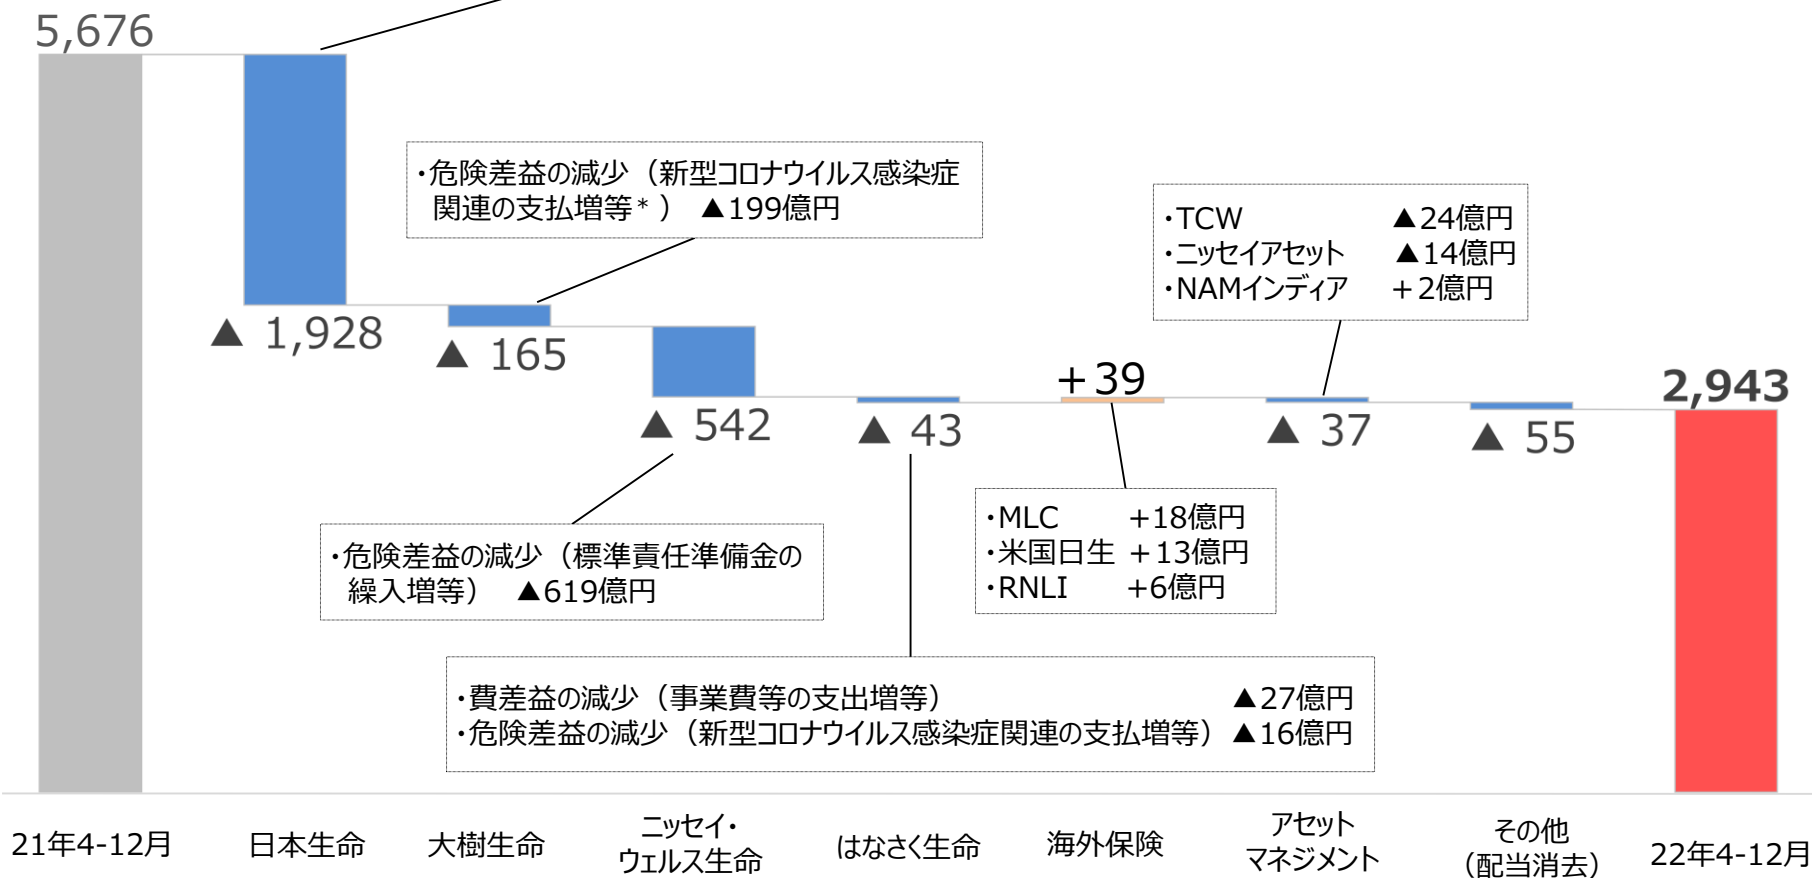 5,676
・危険差益の減少（新型コロナウイルス感染症
関連の支払増等*） ▲199億円
・TCW ▲24億円
・ニッセイアセット ▲14億円
・NAMインディア +2億円
▲ 1,928
▲ 165
▲ 542
▲ 43
+39
▲ 37
▲ 55
2,943
・危険差益の減少（標準責任準備金の
繰入増等） ▲619億円
・MLC +18億円
・米国日生 +13億円
・RNLI +6億円
・費差益の減少（事業費等の支出増等） ▲27億円
・危険差益の減少（新型コロナウイルス感染症関連の支払増等）▲16億円
21年4-12月
日本生命
大樹生命
ニッセイ・
ウェルス生命
はなさく生命
海外保険
アセット
マネジメント
その他
（配当消去）
22年4-12月